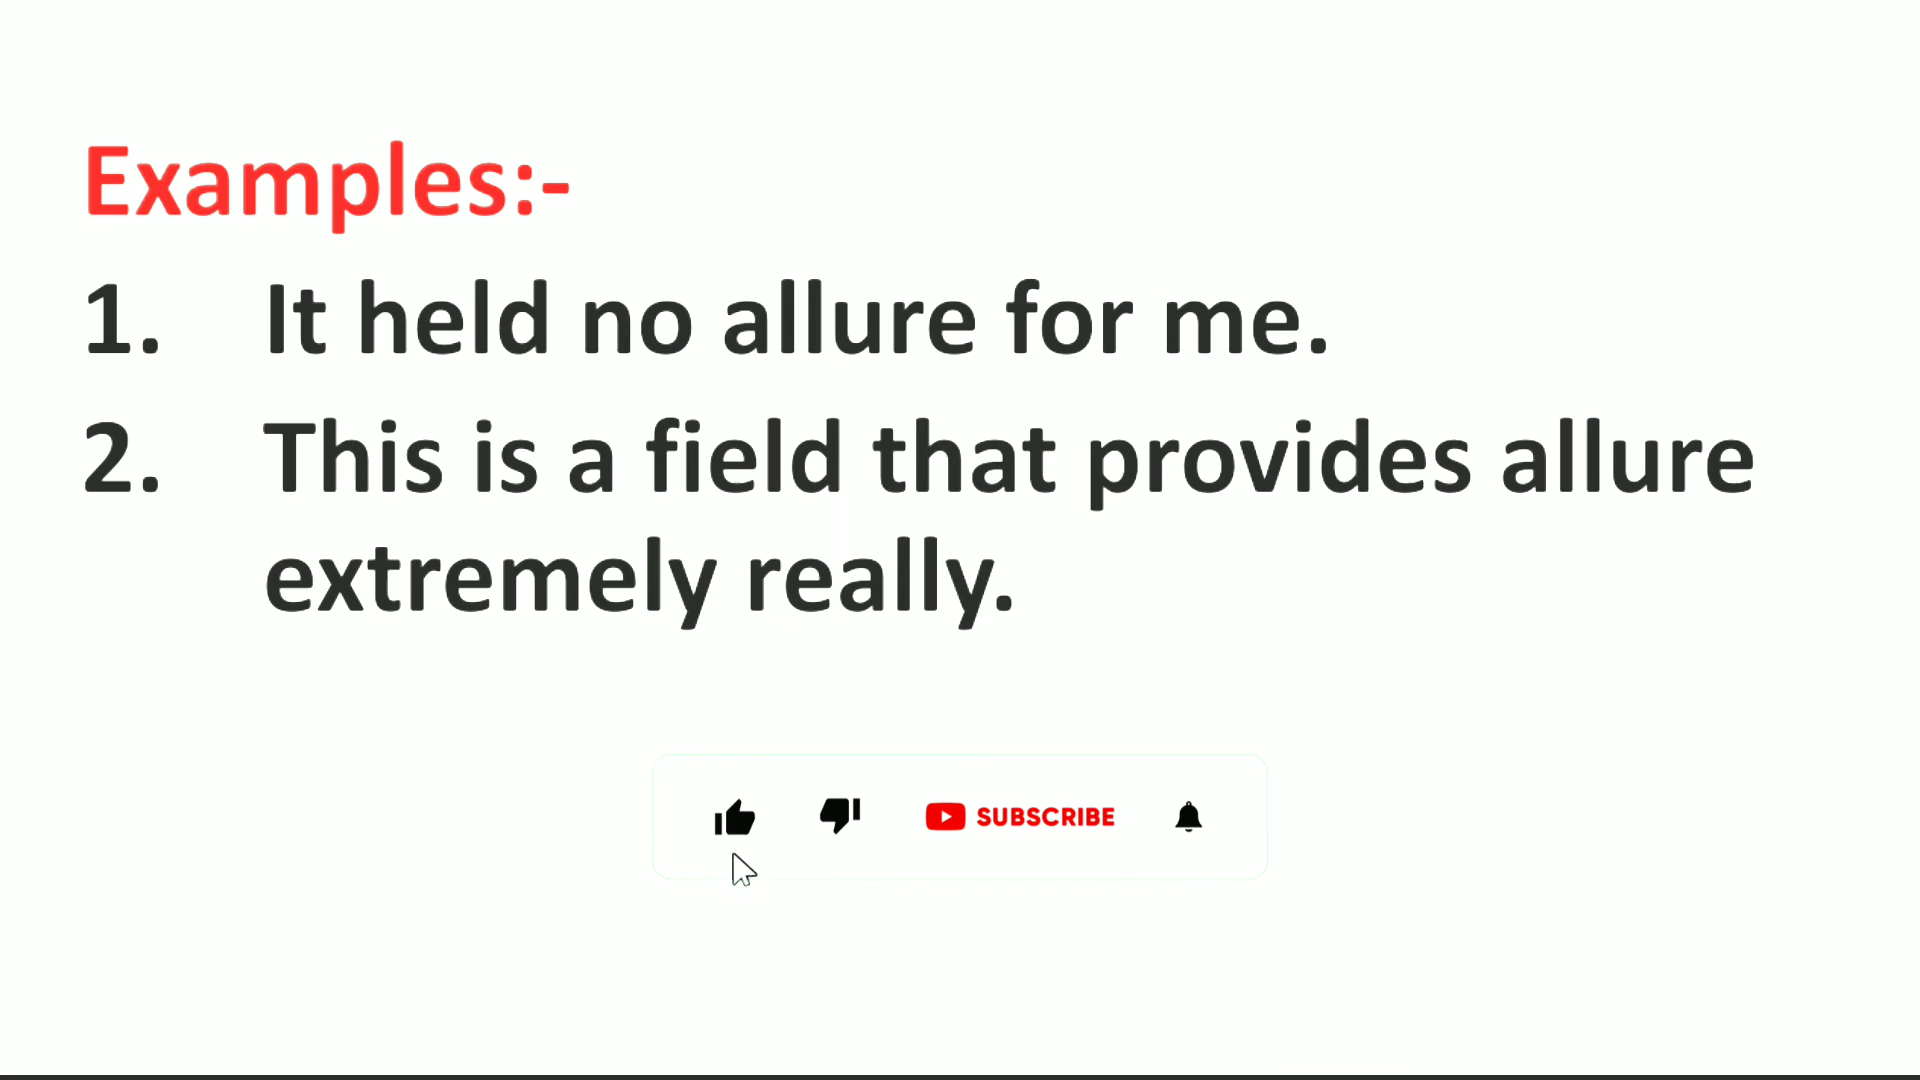 Examples:-
1. It held no allure for me.
2. This is a field that provides allure
extremely really.
SUBSCRIBE